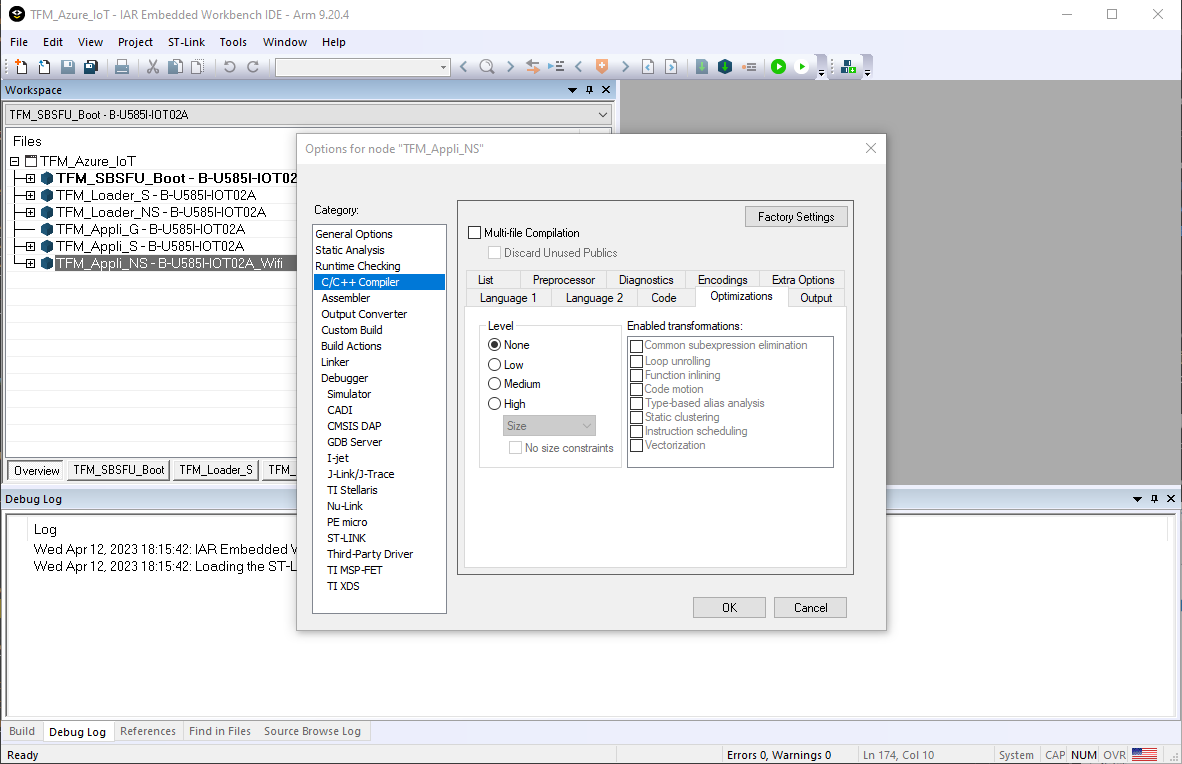 TFM_Azure_IoT - IAR Embedded Workbench IDE - Arm 9.20.4
File Edit View Project ST-Link Tools Window Help
Workspace
TFM_SBSFU_Boot - B-U585I-IOT02A
Files
TFM_Azure_IoT
TFM_SBSFU_Boot - B-U585I-IOT02
TFM_Loader_S - B-U585I-IOT02A
TFM_Loader_NS - B-U585I-IOT02A
TFM_Appli_G - B-U585I-IOT02A
TFM_Appli_S - B-U585I-IOT02A
TFM_Appli_NS - B-U585I-IOT02A_Wifi
Overview TFM_SBSFU_Boot TFM_Loader_S TFM_
Options for node "TFM_Appli_NS"
Category:
General Options
Static Analysis
Runtime Checking
C/C++ Compiler
Assembler
Output Converter
Custom Build
Build Actions
Linker
Debugger
Simulator
CADI
CMSIS DAP
GDB Server
I-jet
J-Link/J-Trace
TI Stellaris
Nu-Link
PE micro
ST-LINK
Third-Party Driver
TI MSP-FET
TI XDS
Factory Settings
Multi-file Compilation
Discard Unused Publics
List Preprocessor Diagnostics Encodings Extra Options
Language 1 Language 2 Code Optimizations Output
Level
None
Low
Medium
High
Size
No size constraints
Enabled transformations:
Common subexpression elimination
Loop unrolling
Function inlining
Code motion
Type-based alias analysis
Static clustering
Instruction scheduling
Vectorization
OK Cancel
Debug Log
Log
Wed Apr 12, 2023 18:15:42: IAR Embedded
Wed Apr 12, 2023 18:15:42: Loading the ST-L
Build Debug Log References Find in Files Source Browse Log
Ready Errors 0, Warnings 0 Ln 174, Col 10 System CAP NUM OVR